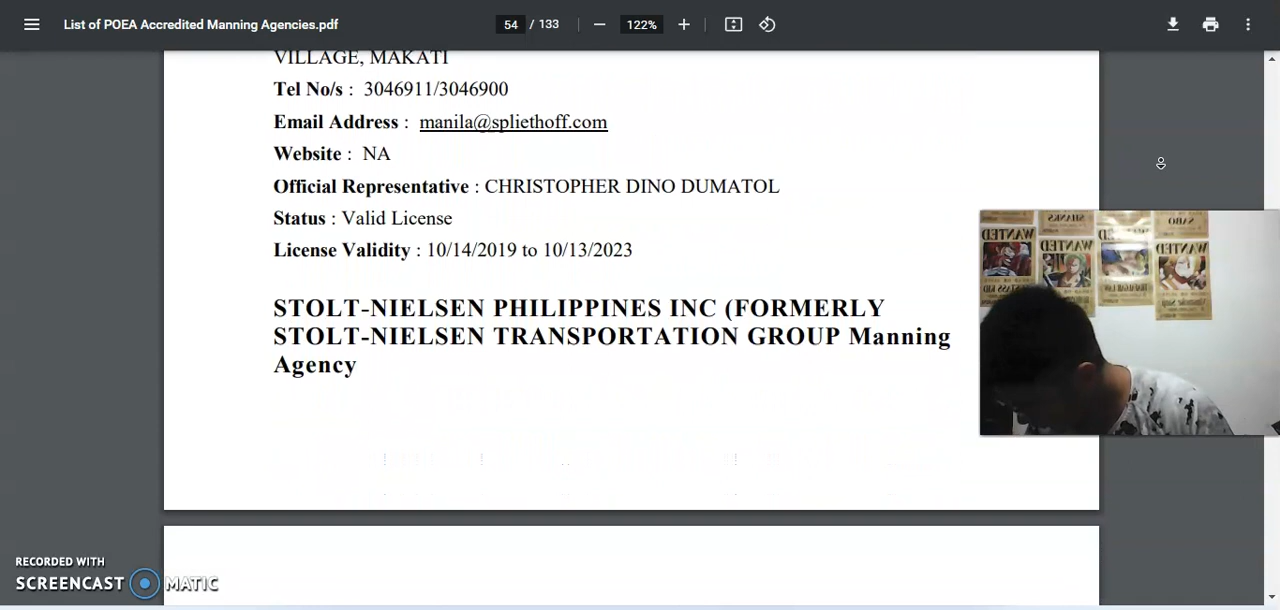 List of POEA Accredited Manning Agencies.pdf
54 / 133
122%
VILLAGE, MAKATI
Tel No/s : 3046911/3046900
Email Address : manila@spliethoff.com
Website : NA
Official Representative : CHRISTOPHER DINO DUMATOL
Status : Valid License
License Validity : 10/14/2019 to 10/13/2023
STOLT-NIELSEN PHILIPPINES INC (FORMERLY
STOLT-NIELSEN TRANSPORTATION GROUP Manning
Agency
SHANKS
SABO
WANTED
WANTED
WANTED
RECORDED WITH
SCREENCAST MATIC